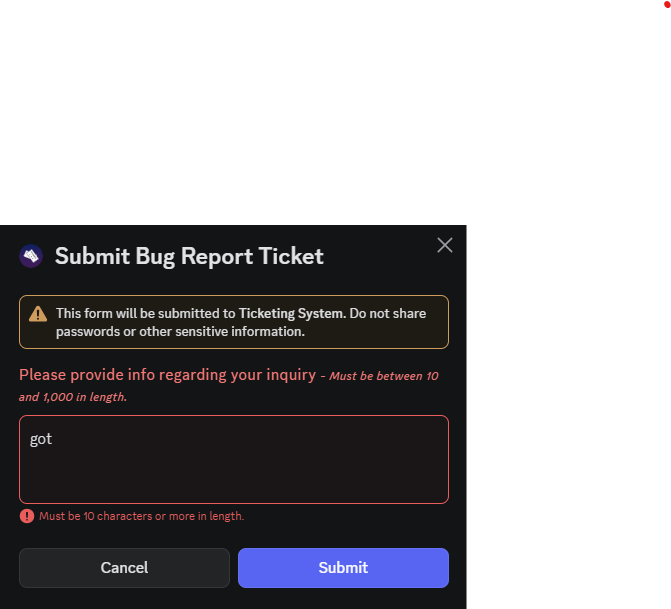 Submit Bug Report Ticket
This form will be submitted to Ticketing System. Do not share
passwords or other sensitive information.
Please provide info regarding your inquiry - Must be between 10
and 1,000 in length.
got
Must be 10 characters or more in length.
Cancel
Submit